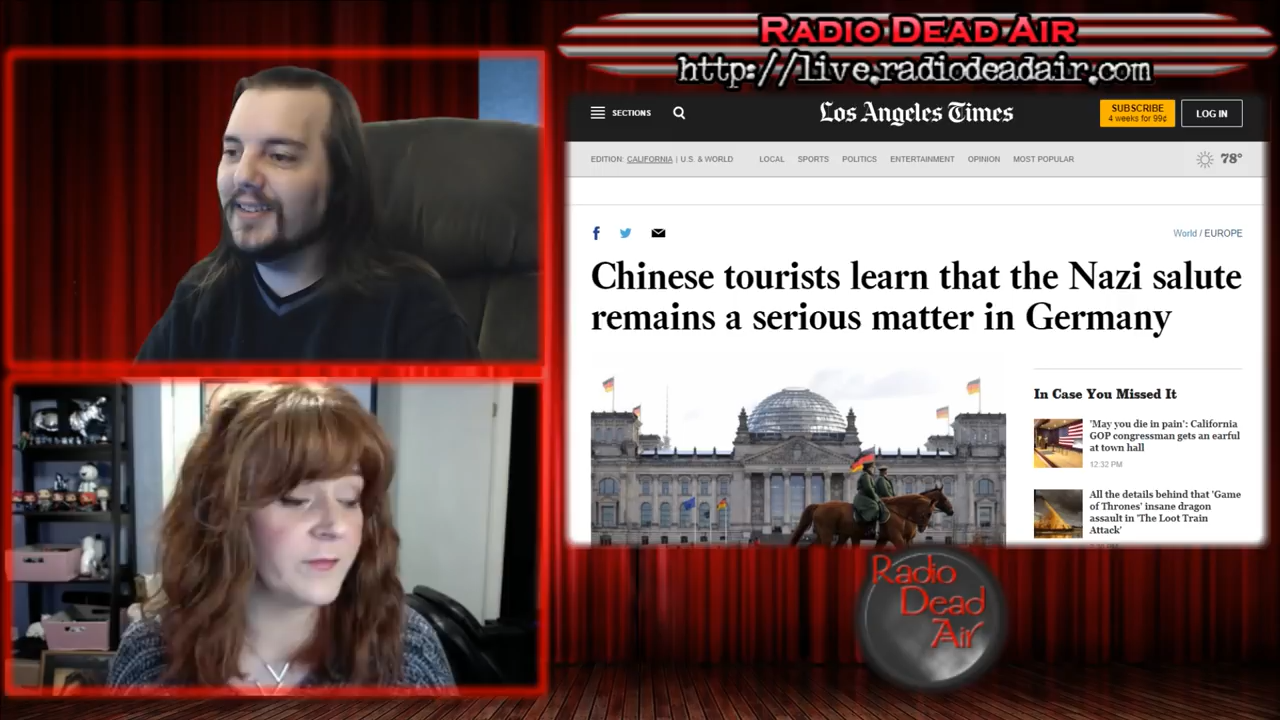 RADIO DEAD AIR
http://live.radiodeadair.com
SECTIONS
Los Angeles Times
SUBSCRIBE
4 weeks for 99¢
LOG IN
EDITION: CALIFORNIA | U.S. & WORLD
LOCAL SPORTS POLITICS ENTERTAINMENT OPINION MOST POPULAR
78°
World / EUROPE
Chinese tourists learn that the Nazi salute
remains a serious matter in Germany
In Case You Missed It
'May you die in pain': California
GOP congressman gets an earful
at town hall
12:32 PM
All the details behind that 'Game
of Thrones' insane dragon
assault in 'The Loot Train
Attack'
Radio
Dead
Air